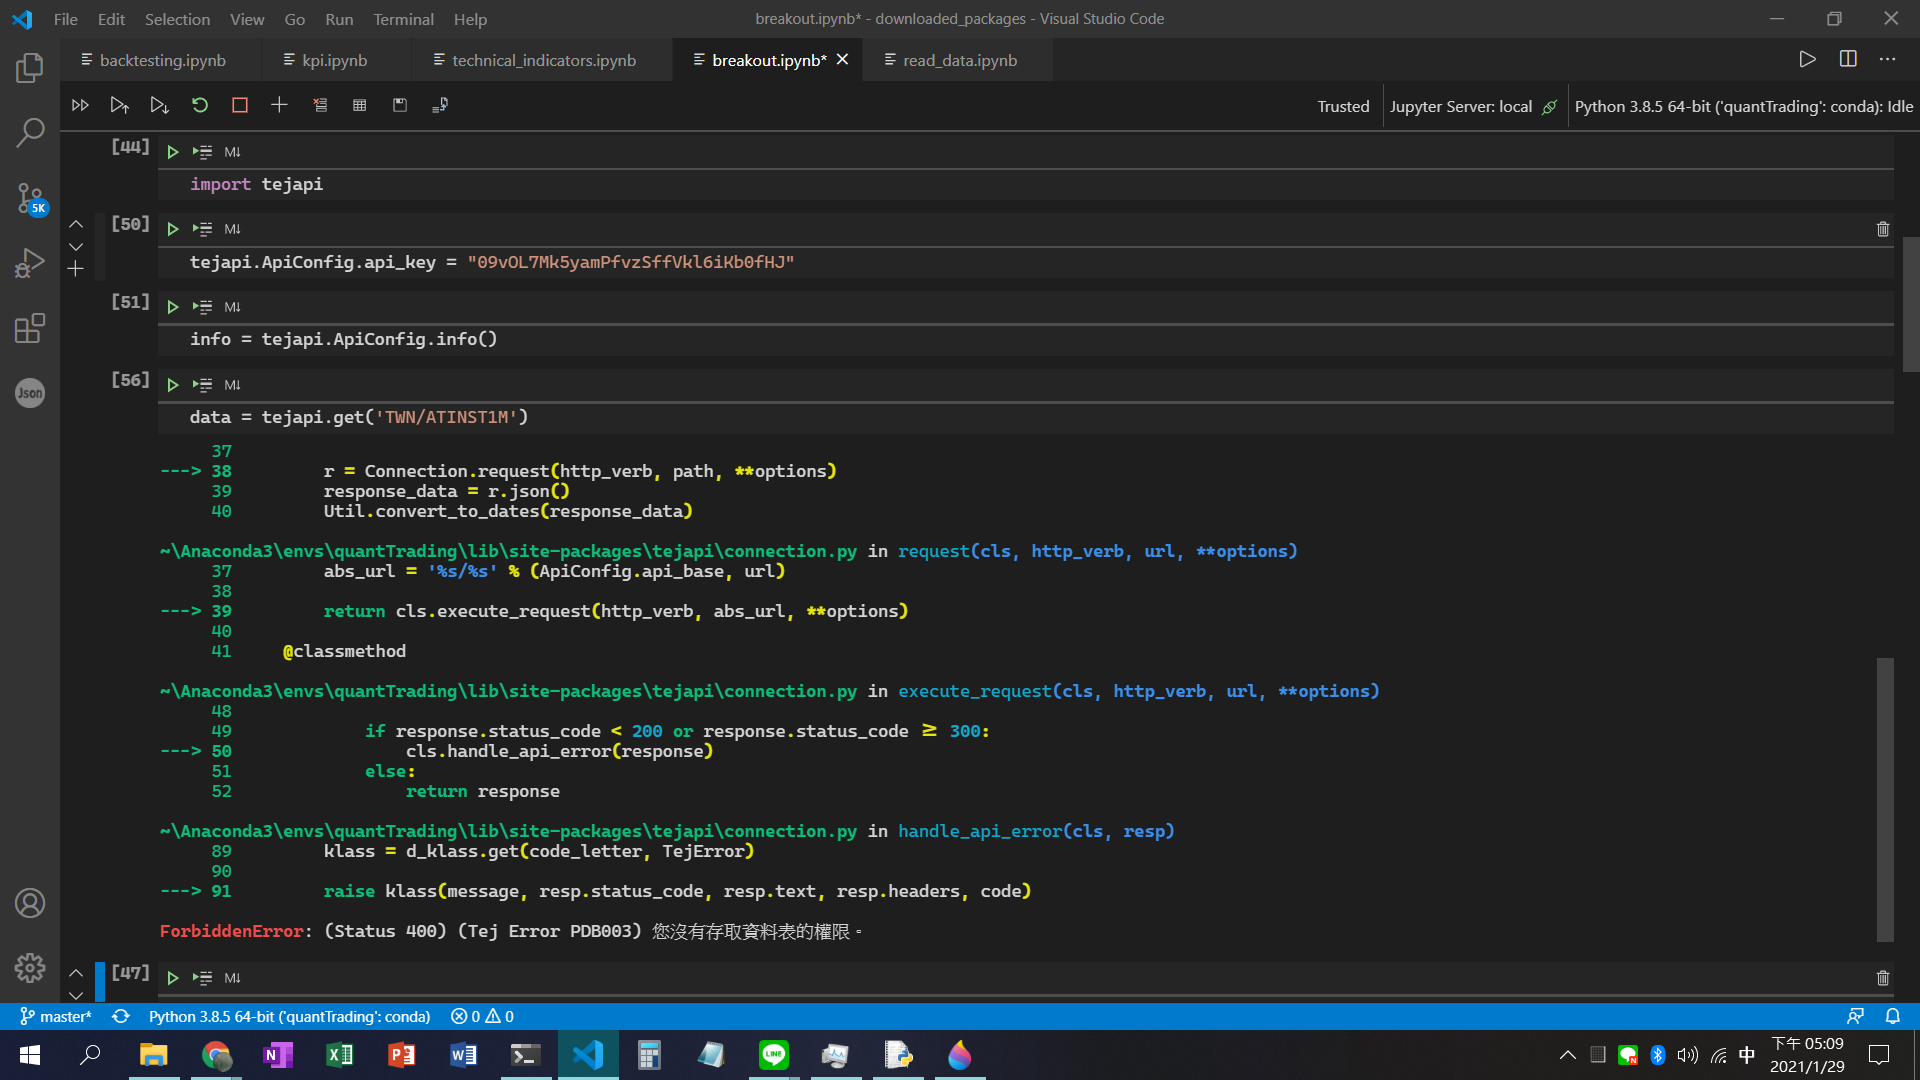 File Edit Selection View Go Run Terminal Help
breakout.ipynb* - downloaded_packages - Visual Studio Code
backtesting.ipynb
kpi.ipynb
technical_indicators.ipynb
breakout.ipynb*
read_data.ipynb
Trusted
Jupyter Server: local
Python 3.8.5 64-bit ('quantTrading': conda): Idle
5K
Json
[44]
M↓
import tejapi
[50]
M↓
tejapi.ApiConfig.api_key = "09vOL7Mk5yamPfvzSffVkl6iKb0fHJ"
[51]
M↓
info = tejapi.ApiConfig.info()
[56]
M↓
data = tejapi.get('TWN/ATINST1M')
37
---> 38 r = Connection.request(http_verb, path, **options)
39 response_data = r.json()
40 Util.convert_to_dates(response_data)
~\Anaconda3\envs\quantTrading\lib\site-packages\tejapi\connection.py in request(cls, http_verb, url, **options)
37 abs_url = '%s/%s' % (ApiConfig.api_base, url)
38
---> 39 return cls.execute_request(http_verb, abs_url, **options)
40
41 @classmethod
~\Anaconda3\envs\quantTrading\lib\site-packages\tejapi\connection.py in execute_request(cls, http_verb, url, **options)
48
49 if response.status_code < 200 or response.status_code ≥ 300:
---> 50 cls.handle_api_error(response)
51 else:
52 return response
~\Anaconda3\envs\quantTrading\lib\site-packages\tejapi\connection.py in handle_api_error(cls, resp)
89 klass = d_klass.get(code_letter, TejError)
90
---> 91 raise klass(message, resp.status_code, resp.text, resp.headers, code)
ForbiddenError: (Status 400) (Tej Error PDB003) 您沒有存取資料表的權限。
[47]
M↓
master*
Python 3.8.5 64-bit ('quantTrading': conda)
0
0
LINE
中
下午 05:09
2021/1/29